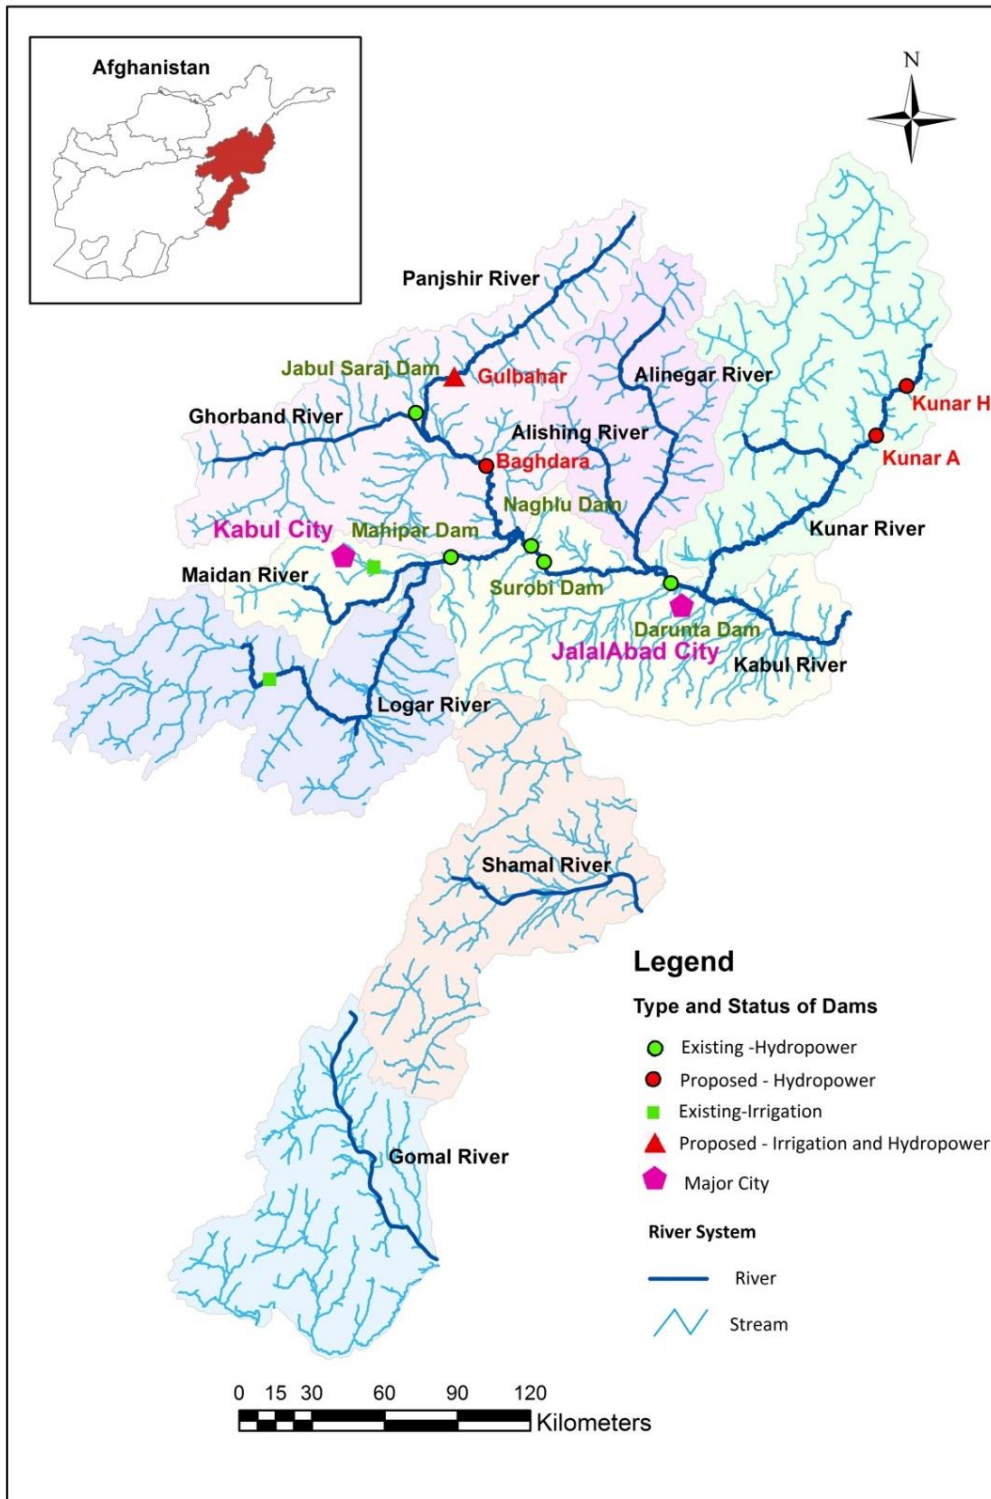 Afghanistan
N
Panjshir River
Jabul Saraj Dam
Gulbahar
Alinegar River
Kunar H
Ghorband River
Alishing River
Kunar A
Baghdara
Naghlu Dam
Kabul City
Mahipar Dam
Kunar River
Maidan River
Surobi Dam
Darunta Dam
JalalAbad City
Kabul River
Logar River
Shamal River
Gomal River
Legend
Type and Status of Dams
Existing -Hydropower
Proposed - Hydropower
Existing-Irrigation
Proposed - Irrigation and Hydropower
Major City
River System
River
Stream
0 15 30 60 90 120
Kilometers